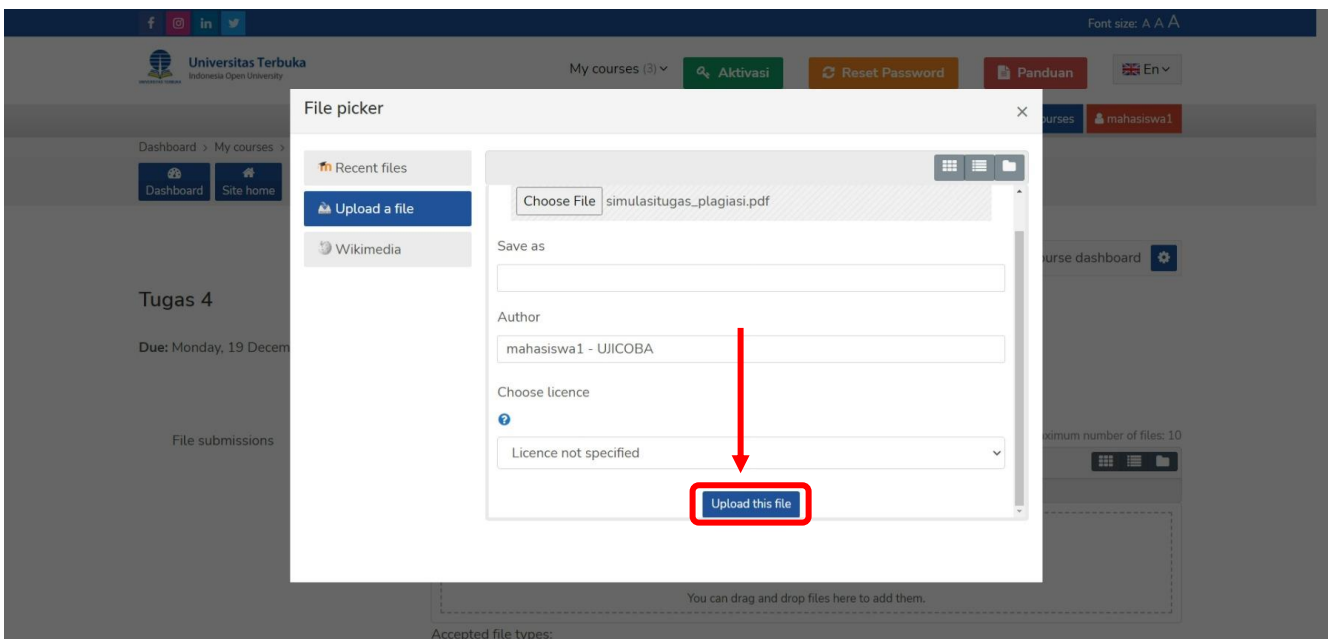 Font size: A A A
Universitas Terbuka
Indonesia Open University
My courses (3)
Aktivasi
Reset Password
Panduan
En
File picker
×
urses
mahasiswa1
Dashboard > My courses >
Dashboard
Site home
Recent files
Upload a file
Wikimedia
Choose File simulasitugas_plagiasi.pdf
Save as
urse dashboard
Tugas 4
Author
Due: Monday, 19 Decem
mahasiswa1 - UJICOBA
Choose licence
File submissions
ximum number of files: 10
Licence not specified
Upload this file
You can drag and drop files here to add them.
Accepted file types: